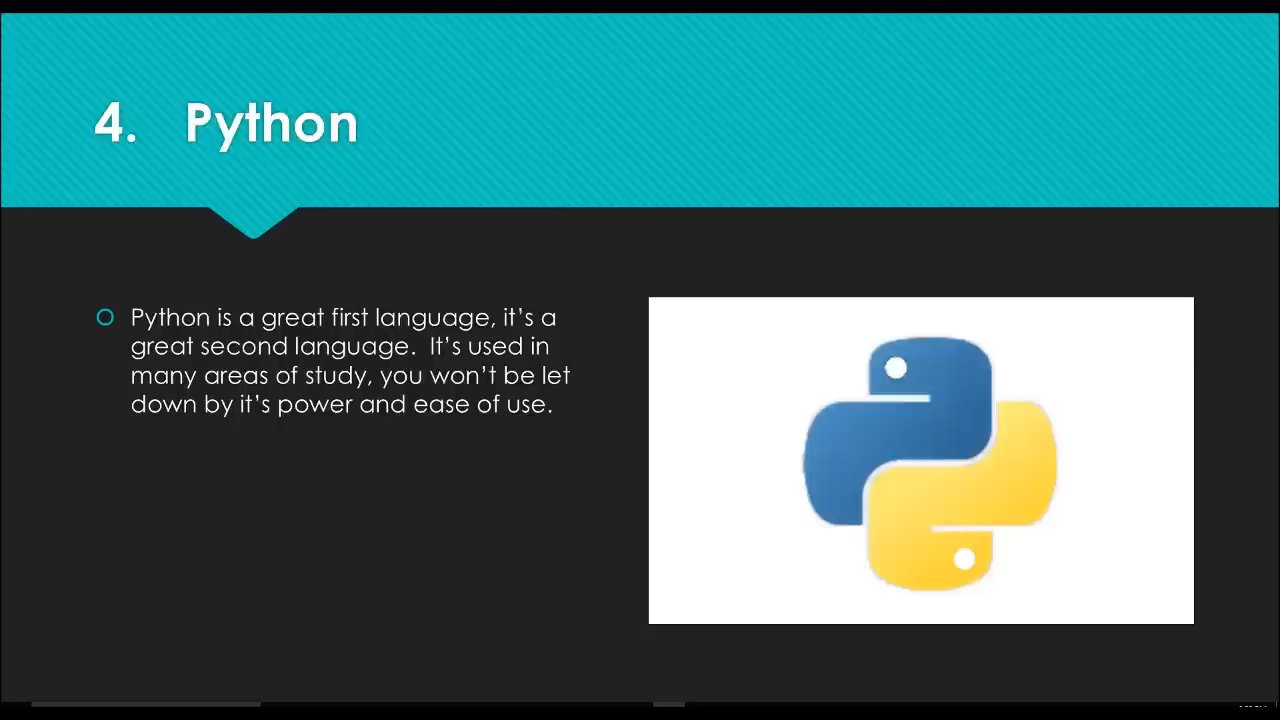 4. Python
Python is a great first language, it's a
great second language. It's used in
many areas of study, you won't be let
down by it's power and ease of use.